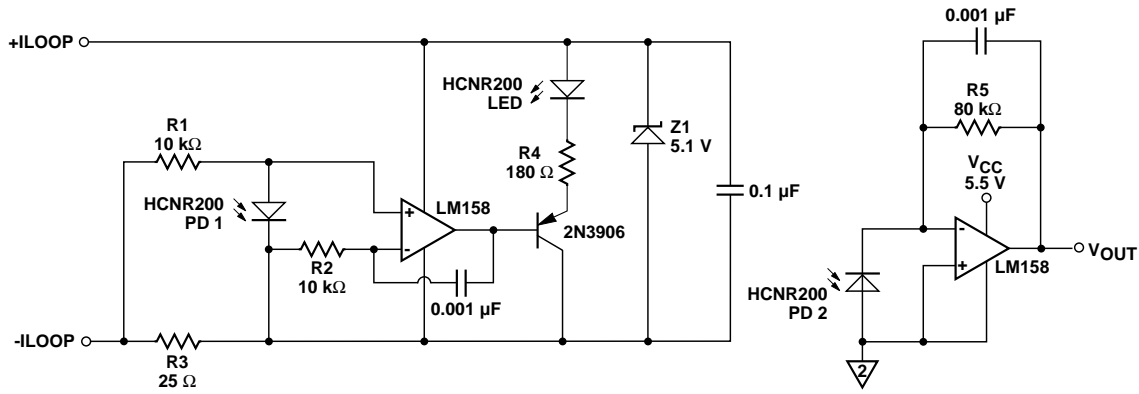 0.001 µF
+ILOOP
HCNR200
LED
R5
80 kΩ
R1
10 kΩ
Z1
5.1 V
R4
180 Ω
VCC
5.5 V
HCNR200
PD 1
LM158
0.1 µF
+
-
2N3906
-
+
LM158
VOUT
R2
10 kΩ
0.001 µF
HCNR200
PD 2
-ILOOP
R3
25 Ω
2